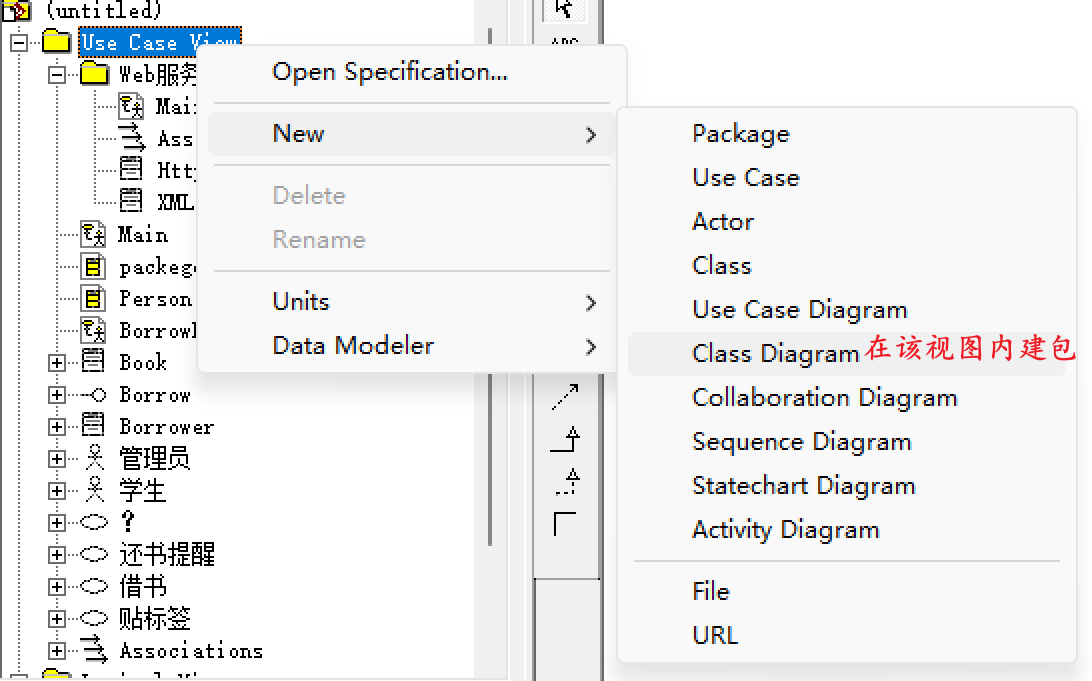 (untitled)
Use Case View
Web服务
Main
Ass
Htt
XML
Main
packege
Person
Borrow
Book
Borrow
Borrower
管理员
学生
?
还书提醒
借书
贴标签
Associations
ABC
Open Specification...
New
Delete
Rename
Units
Data Modeler
Package
Use Case
Actor
Class
Use Case Diagram
Class Diagram 在该视图内建包
Collaboration Diagram
Sequence Diagram
Statechart Diagram
Activity Diagram
File
URL